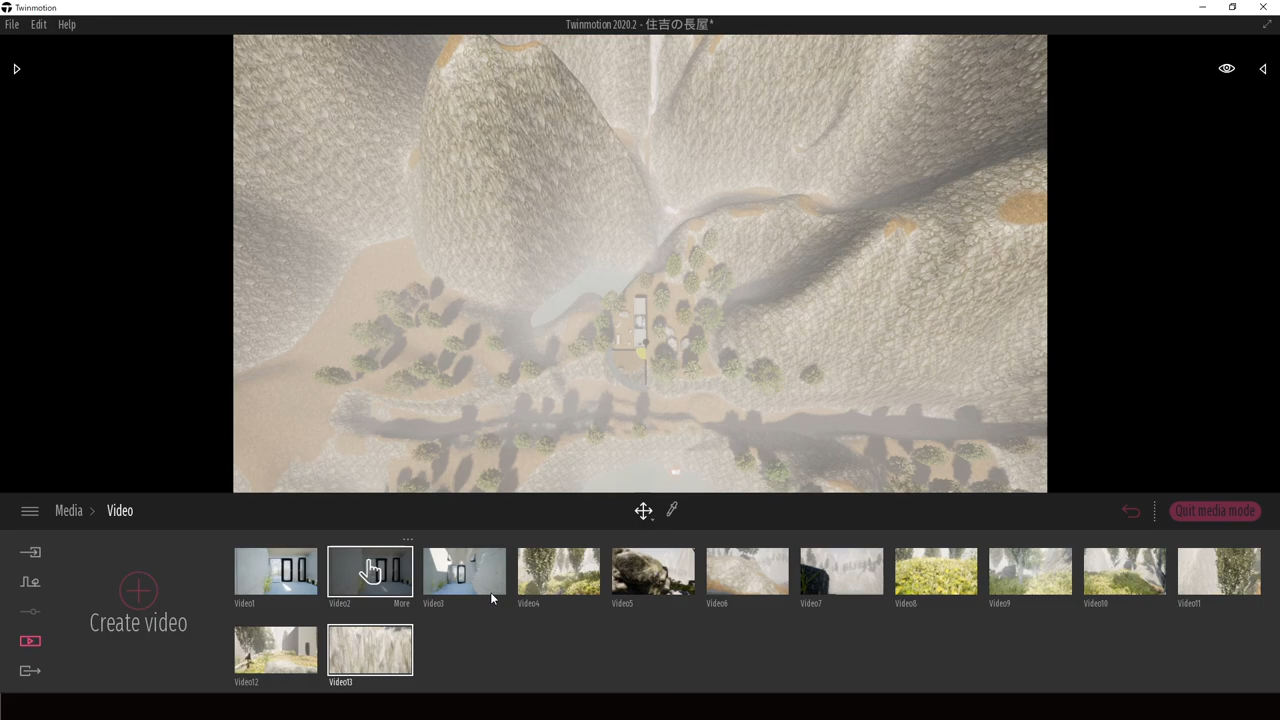 Twinmotion
File Edit Help
Twinmotion 2020.2 - 住吉の長屋*
Media > Video
Quit media mode
Create video
Video1
Video2 More
Video3
Video4
Video5
Video6
Video7
Video8
Video9
Video10
Video11
Video12
Video13